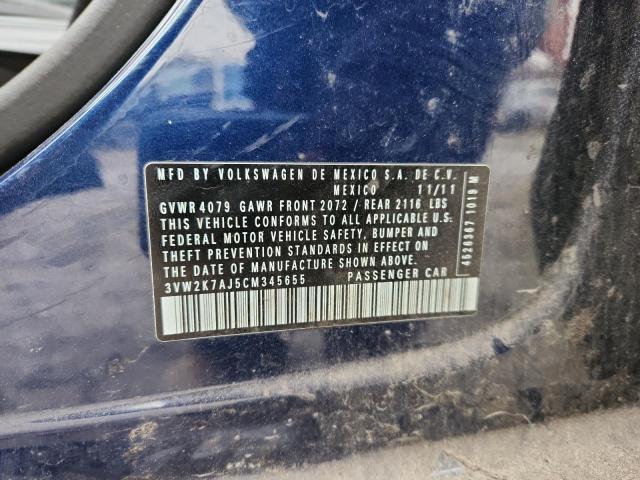 MFD BY VOLKSWAGEN DE MEXICO S.A. DE C.V.
MEXICO 11/11
GVWR 4079 GAWR FRONT 2072 / REAR 2116 LBS
THIS VEHICLE CONFORMS TO ALL APPLICABLE U.S.
FEDERAL MOTOR VEHICLE SAFETY, BUMPER AND
THEFT PREVENTION STANDARDS IN EFFECT ON
THE DATE OF MANUFACTURE SHOWN ABOVE.
3VW2K7AJ5CM345655 PASSENGER CAR
4526367 1019 M